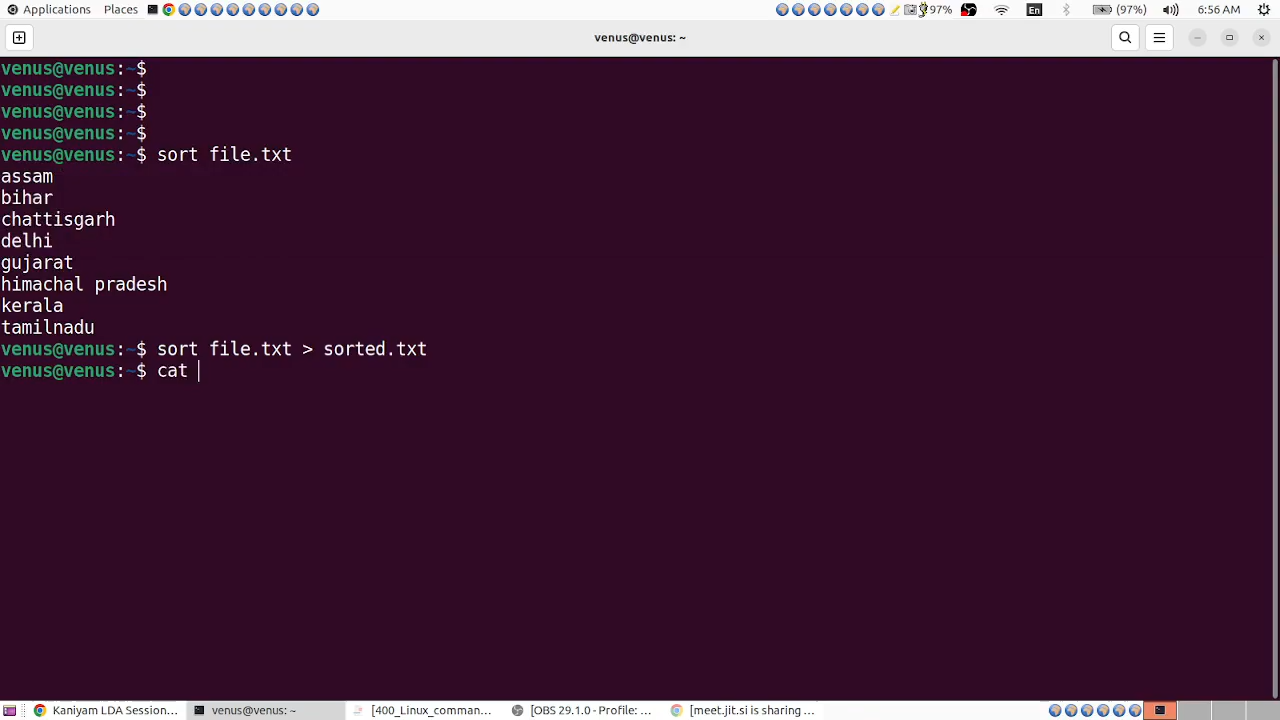 Applications Places 97% En (97%) 6:56 AM
venus@venus: ~
venus@venus:~$
venus@venus:~$
venus@venus:~$
venus@venus:~$
venus@venus:~$ sort file.txt
assam
bihar
chattisgarh
delhi
gujarat
himachal pradesh
kerala
tamilnadu
venus@venus:~$ sort file.txt > sorted.txt
venus@venus:~$ cat
Kaniyam LDA Session... venus@venus: ~ [400_Linux_comman... [OBS 29.1.0 - Profile: ... [meet.jit.si is sharing ...